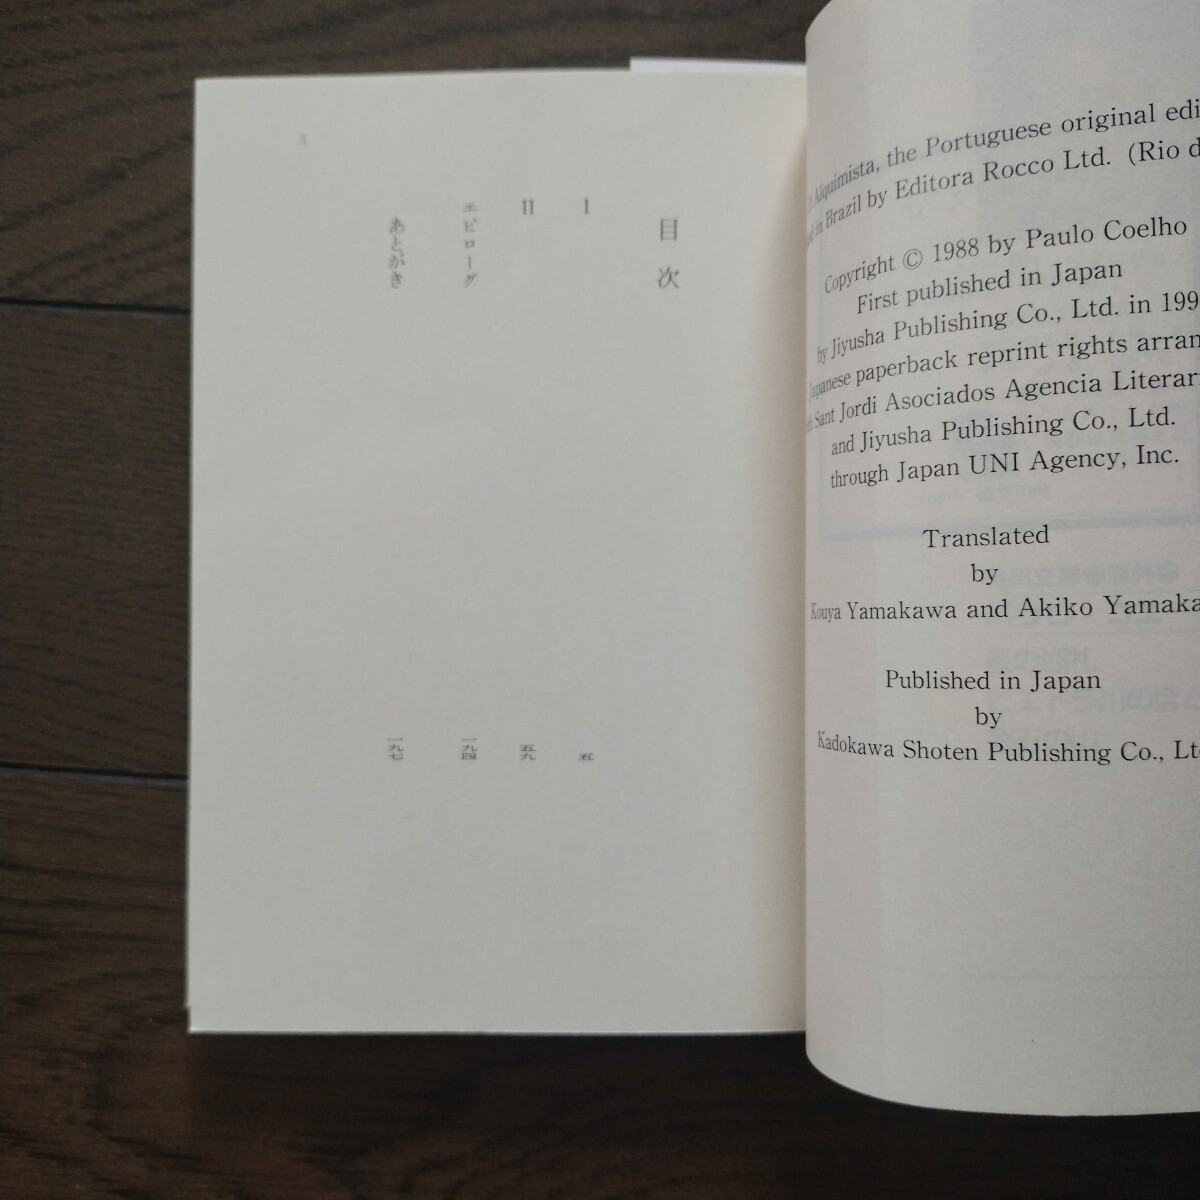 Alquimista, the Portuguese original edi
in Brazil by Editora Rocco Ltd. (Rio d
Copyright © 1988 by Paulo Coelho
First published in Japan
by Jiyusha Publishing Co., Ltd. in 199
Japanese paperback reprint rights arran
Sant Jordi Asociados Agencia Literar
and Jiyusha Publishing Co., Ltd.
through Japan UNI Agency, Inc.
Translated
by
Kouya Yamakawa and Akiko Yamaka
Published in Japan
by
Kadokawa Shoten Publishing Co., Lt
目次
I 五
II 五九
エピローグ 一九四
あとがき 一九七
3